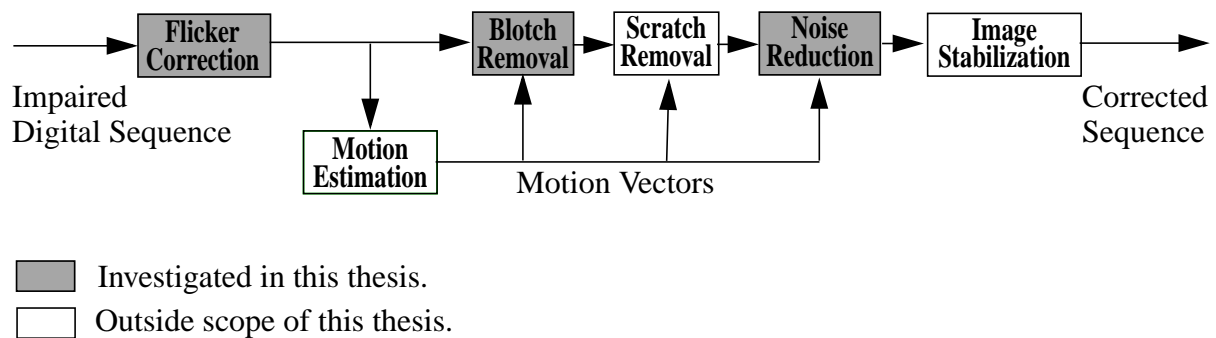 Flicker
Correction
Blotch
Removal
Scratch
Removal
Noise
Reduction
Image
Stabilization
Impaired
Digital Sequence
Corrected
Sequence
Motion
Estimation
Motion Vectors
Investigated in this thesis.
Outside scope of this thesis.